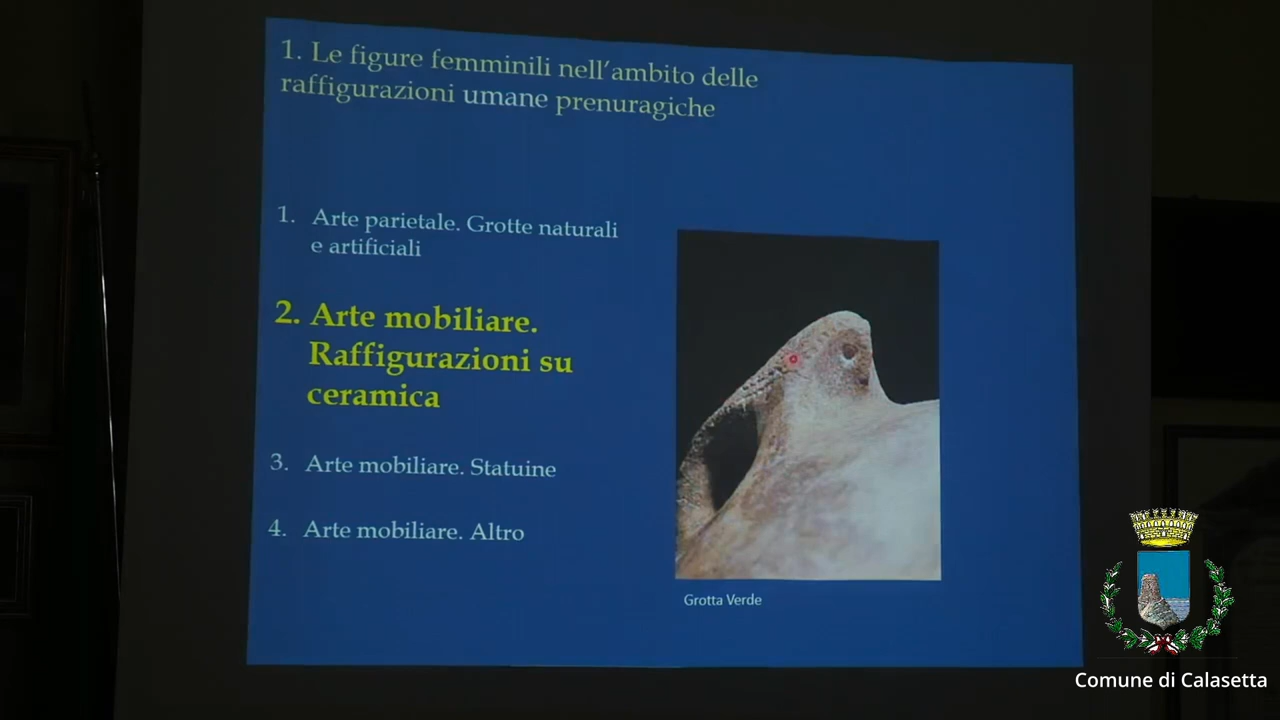 1. Le figure femminili nell'ambito delle
raffigurazioni umane prenuragiche
1. Arte parietale. Grotte naturali
e artificiali
2. Arte mobiliare.
Raffigurazioni su
ceramica
3. Arte mobiliare. Statuine
4. Arte mobiliare. Altro
Grotta Verde
Comune di Calasetta